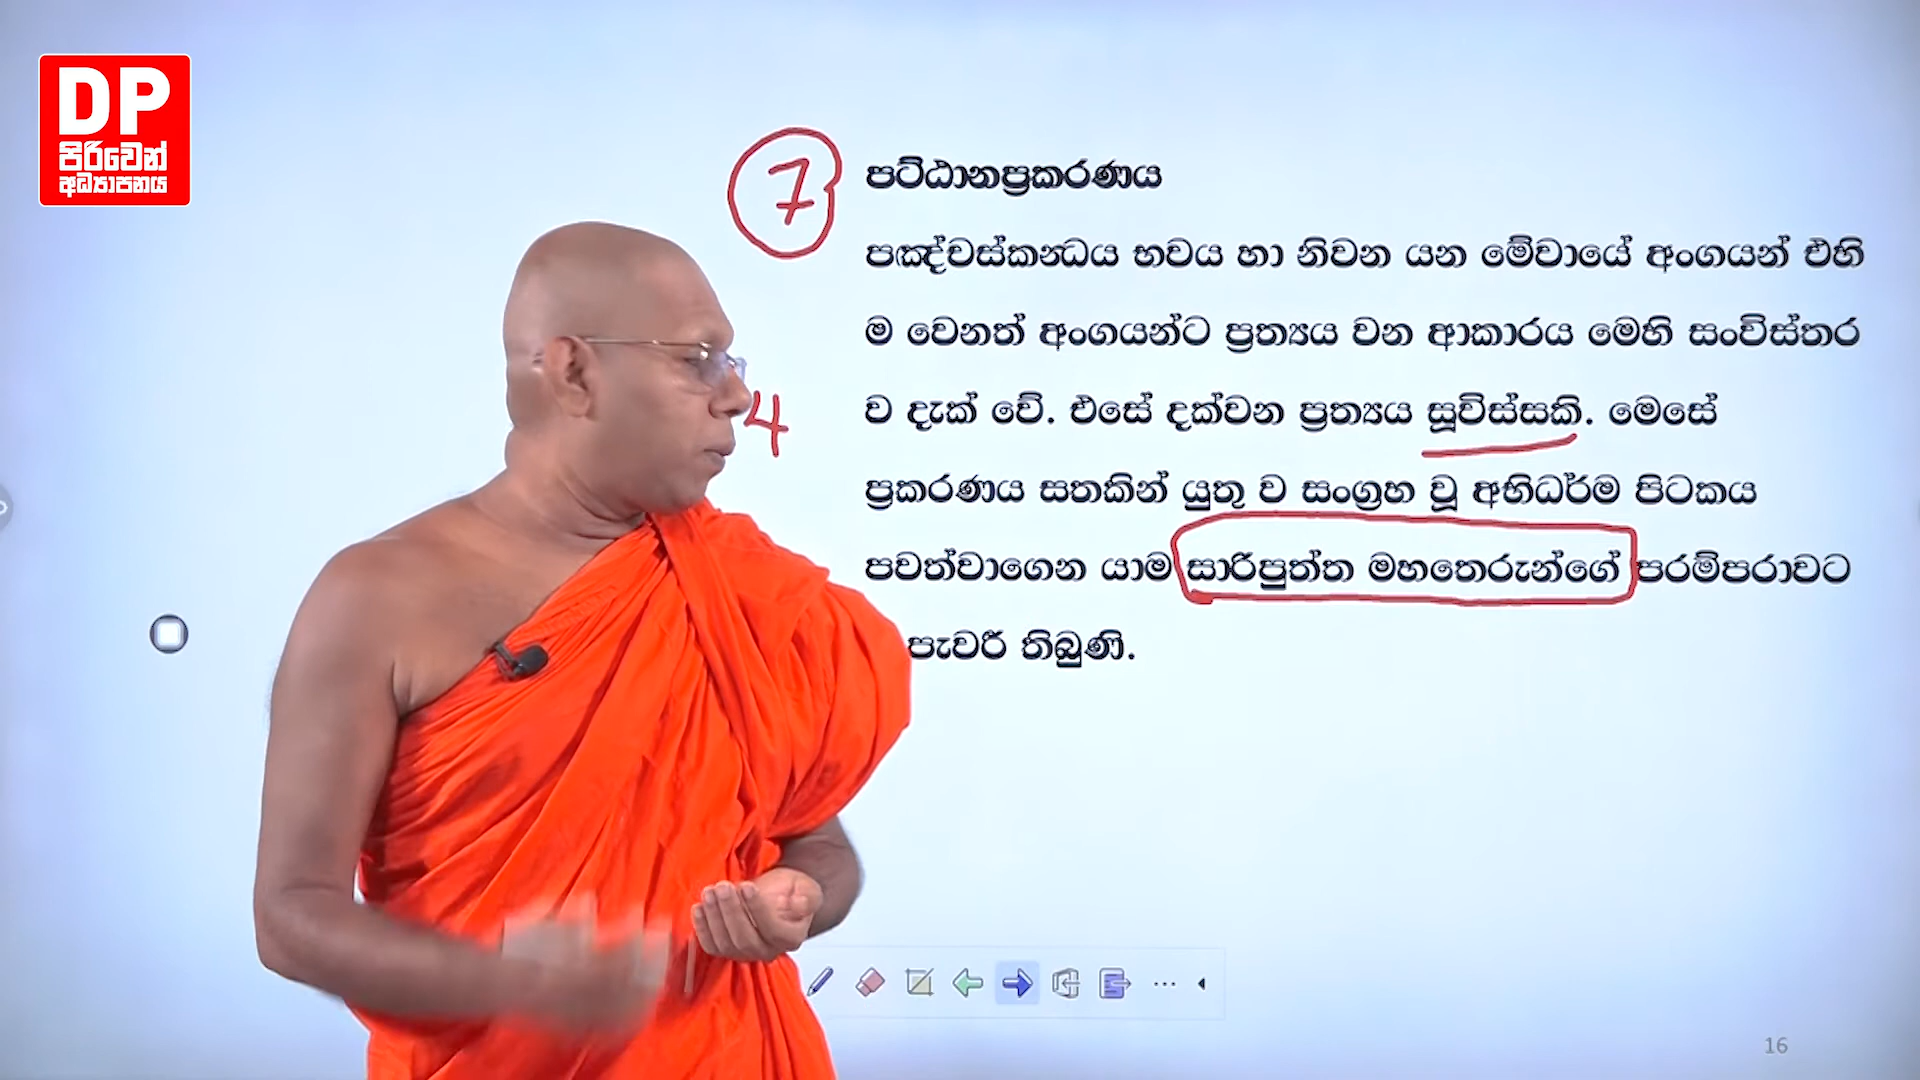 DP
පිරිවෙන්
අධ්‍යාපනය
7
පට්ඨානප්‍රකරණය
පඤ්චස්කන්‍ධය භවය හා නිවන යන මේවායේ අංගයන් එහි
ම වෙනත් අංගයන්ට ප්‍රත්‍යය වන ආකාරය මෙහි සංවිස්තර
ව දැක් වේ. එසේ දක්වන ප්‍රත්‍යය සූවිස්සකි. මෙසේ
4
ප්‍රකරණය සතකින් යුතු ව සංග්‍රහ වූ අභිධර්ම පිටකය
පවත්වාගෙන යාම සාරිපුත්ත මහතෙරුන්ගේ පරම්පරාවට
පැවරී තිබුණි.
16